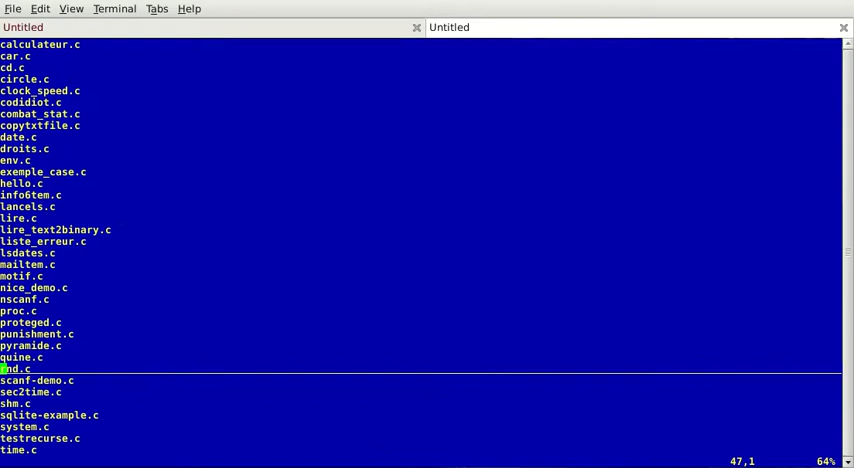 File Edit View Terminal Tabs Help
Untitled Untitled
calculateur.c
car.c
cd.c
circle.c
clock_speed.c
codidiot.c
combat_stat.c
copytxtfile.c
date.c
droits.c
env.c
exemple_case.c
hello.c
info6tem.c
lancels.c
lire.c
lire_text2binary.c
liste_erreur.c
lsdates.c
mailtem.c
motif.c
nice_demo.c
nscanf.c
proc.c
proteged.c
punishment.c
pyramide.c
quine.c
rnd.c
scanf-demo.c
sec2time.c
shm.c
sqlite-example.c
system.c
testrecurse.c
time.c
47,1 64%